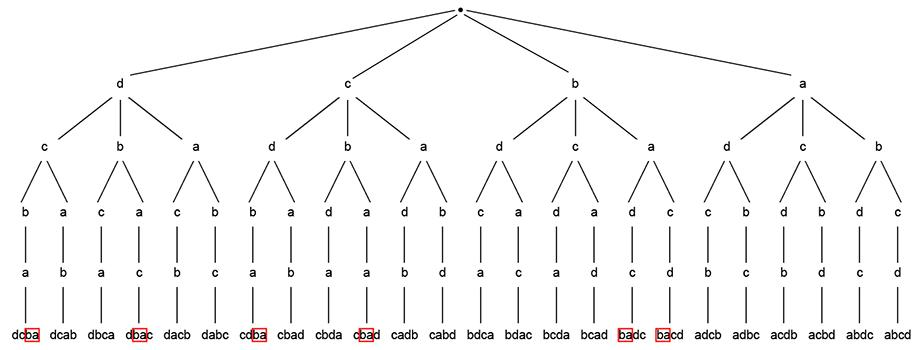 d c b a
c b a d b a d c a d c b
b a c a c b b a d a d b c a d a d c c b d b d c
a b a c b c a b a a b d a c a d c d b c b d c d
dcba dcab dbca dbac dacb dabc cdba cbad cbda cbad cadb cabd bdca bdac bcda bcad badc bacd adcb adbc acdb acbd abdc abcd